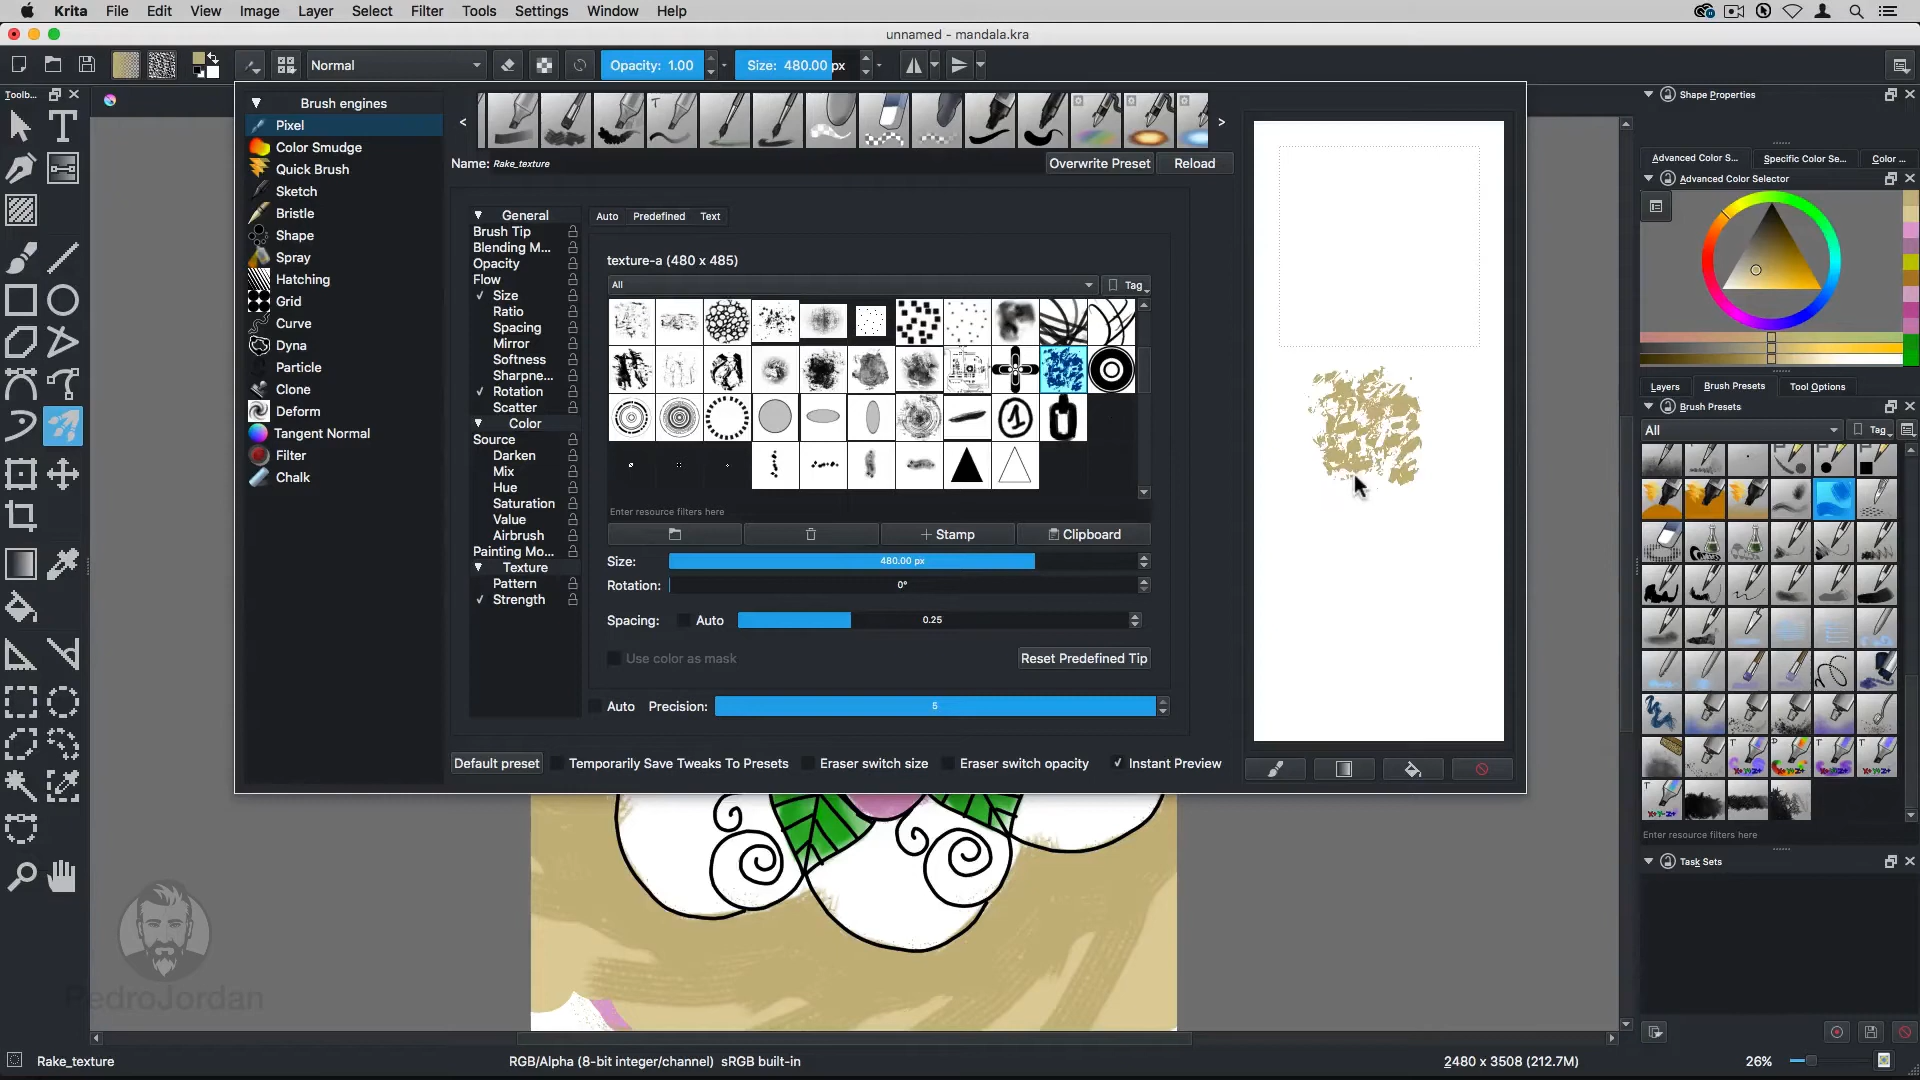 Krita File Edit View Image Layer Select Filter Tools Settings Window Help
unnamed - mandala.kra
Normal
Opacity: 1.00
Size: 480.00 px
Toolb...
Brush engines
Pixel
Color Smudge
Quick Brush
Sketch
Bristle
Shape
Spray
Hatching
Grid
Curve
Dyna
Particle
Clone
Deform
Tangent Normal
Filter
Chalk
<
>
Name: Rake_texture
Overwrite Preset
Reload
General
Brush Tip
Blending M...
Opacity
Flow
Size
Ratio
Spacing
Mirror
Softness
Sharpne...
Rotation
Scatter
Color
Source
Darken
Mix
Hue
Saturation
Value
Airbrush
Painting Mo...
Texture
Pattern
Strength
Auto Predefined Text
texture-a (480 x 485)
All
Tag
Enter resource filters here
+ Stamp
Clipboard
Size: 480.00 px
Rotation: 0°
Spacing: Auto 0.25
Use color as mask
Reset Predefined Tip
Auto Precision: 5
Default preset
Temporarily Save Tweaks To Presets
Eraser switch size
Eraser switch opacity
Instant Preview
Shape Properties
Advanced Color S...
Specific Color Se...
Color ...
Advanced Color Selector
Layers
Brush Presets
Tool Options
Brush Presets
All
Tag
Enter resource filters here
Task Sets
PedroJordan
Rake_texture
RGB/Alpha (8-bit integer/channel) sRGB built-in
2480 x 3508 (212.7M)
26%